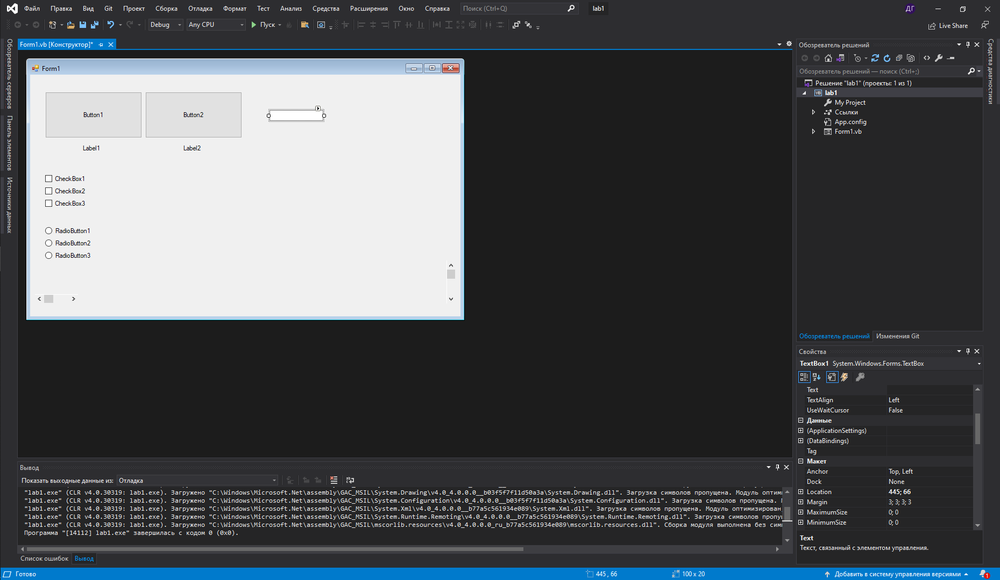 Файл Правка Вид Git Проект Сборка Отладка Формат Тест Анализ Средства Расширения Окно Справка Поиск (Ctrl+Q) lab1 ДГ
Debug Any CPU Пуск Live Share
Обозреватель серверов
Панель элементов
Источники данных
Form1.vb [Конструктор]*
Form1
Button1 Button2
Label1 Label2
CheckBox1
CheckBox2
CheckBox3
RadioButton1
RadioButton2
RadioButton3
Обозреватель решений
Обозреватель решений — поиск (Ctrl+;)
Решение "lab1" (проекты: 1 из 1)
VB lab1
My Project
Ссылки
App.config
Form1.vb
Обозреватель решений Изменения Git
Средства диагностики
Свойства
TextBox1 System.Windows.Forms.TextBox
Text
TextAlign Left
UseWaitCursor False
Данные
(ApplicationSettings)
(DataBindings)
Tag
Макет
Anchor Top, Left
Dock None
Location 445; 66
Margin 3; 3; 3; 3
MaximumSize 0; 0
MinimumSize 0; 0
Text
Текст, связанный с элементом управления.
Вывод
Показать выходные данные из: Отладка
"lab1.exe" (CLR v4.0.30319: lab1.exe). Загружено "C:\Windows\Microsoft.Net\assembly\GAC_MSIL\System.Drawing\v4.0_4.0.0.0__b03f5f7f11d50a3a\System.Drawing.dll". Загрузка символов пропущена. Модуль оптими
"lab1.exe" (CLR v4.0.30319: lab1.exe). Загружено "C:\Windows\Microsoft.Net\assembly\GAC_MSIL\System.Configuration\v4.0_4.0.0.0__b03f5f7f11d50a3a\System.Configuration.dll". Загрузка символов пропущена.
"lab1.exe" (CLR v4.0.30319: lab1.exe). Загружено "C:\Windows\Microsoft.Net\assembly\GAC_MSIL\System.Xml\v4.0_4.0.0.0__b77a5c561934e089\System.Xml.dll". Загрузка символов пропущена. Модуль оптимизирован
"lab1.exe" (CLR v4.0.30319: lab1.exe). Загружено "C:\Windows\Microsoft.Net\assembly\GAC_MSIL\System.Runtime.Remoting\v4.0_4.0.0.0__b77a5c561934e089\System.Runtime.Remoting.dll". Загрузка символов пропу
"lab1.exe" (CLR v4.0.30319: lab1.exe). Загружено "C:\Windows\Microsoft.Net\assembly\GAC_MSIL\mscorlib.resources\v4.0_4.0.0.0_ru_b77a5c561934e089\mscorlib.resources.dll". Сборка модуля выполнена без сим
Программа "[14112] lab1.exe" завершилась с кодом 0 (0x0).
Список ошибок Вывод
Готово 445 , 66 100 x 20 Добавить в систему управления версиями 1